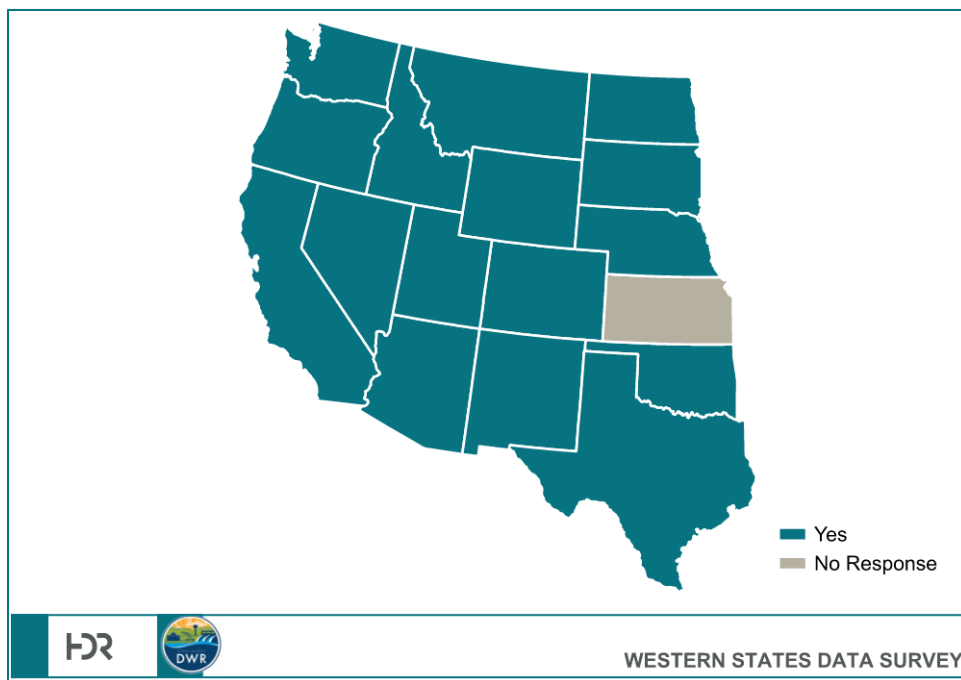 Yes
No Response
HDR
DWR
WESTERN STATES DATA SURVEY